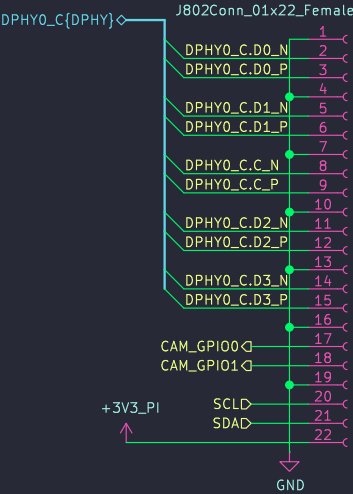 J802Conn_01x22_Female
DPHY0_C{DPHY}
1
DPHY0_C.D0_N 2
DPHY0_C.D0_P 3
4
DPHY0_C.D1_N 5
DPHY0_C.D1_P 6
7
DPHY0_C.C_N 8
DPHY0_C.C_P 9
10
DPHY0_C.D2_N 11
DPHY0_C.D2_P 12
13
DPHY0_C.D3_N 14
DPHY0_C.D3_P 15
16
CAM_GPIO0 17
CAM_GPIO1 18
19
SCL 20
+3V3_PI
SDA 21
22
GND